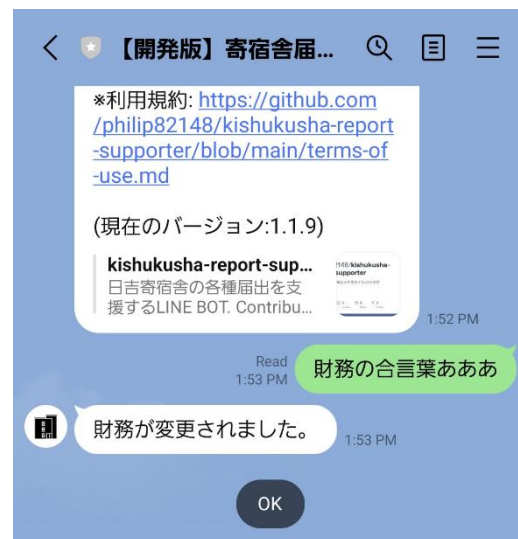 【開発版】寄宿舎届...
*利用規約: https://github.com
/philip82148/kishukusha-report
-supporter/blob/main/terms-of
-use.md
(現在のバージョン:1.1.9)
kishukusha-report-sup...
日吉寄宿舎の各種届出を支
援するLINE BOT. Contribu...
1:52 PM
Read
1:53 PM
財務の合言葉あああ
財務が変更されました。
1:53 PM
OK